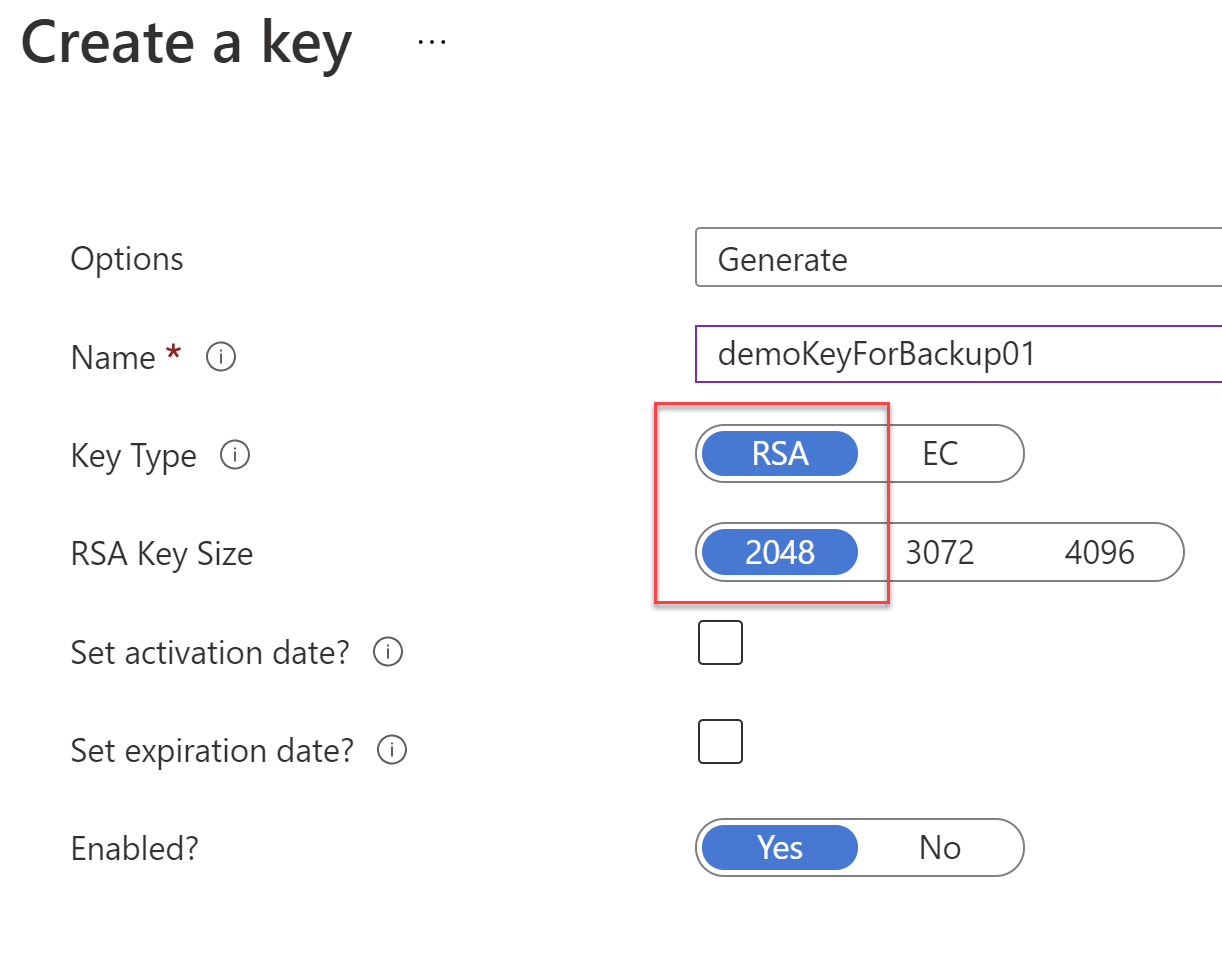 Create a key ...
Options Generate
Name * demoKeyForBackup01
Key Type RSA EC
RSA Key Size 2048 3072 4096
Set activation date?
Set expiration date?
Enabled? Yes No